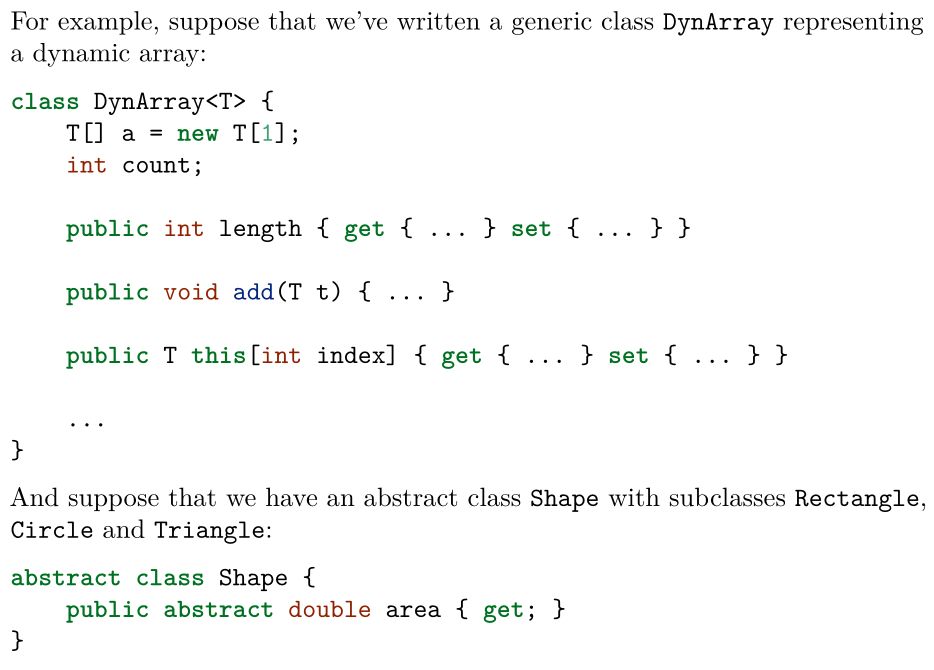 For example, suppose that we've written a generic class DynArray representing
a dynamic array:
class DynArray<T> {
    T[] a = new T[1];
    int count;
    public int length { get { ... } set { ... } }
    public void add(T t) { ... }
    public T this[int index] { get { ... } set { ... } }
    ...
}
And suppose that we have an abstract class Shape with subclasses Rectangle,
Circle and Triangle:
abstract class Shape {
    public abstract double area { get; }
}